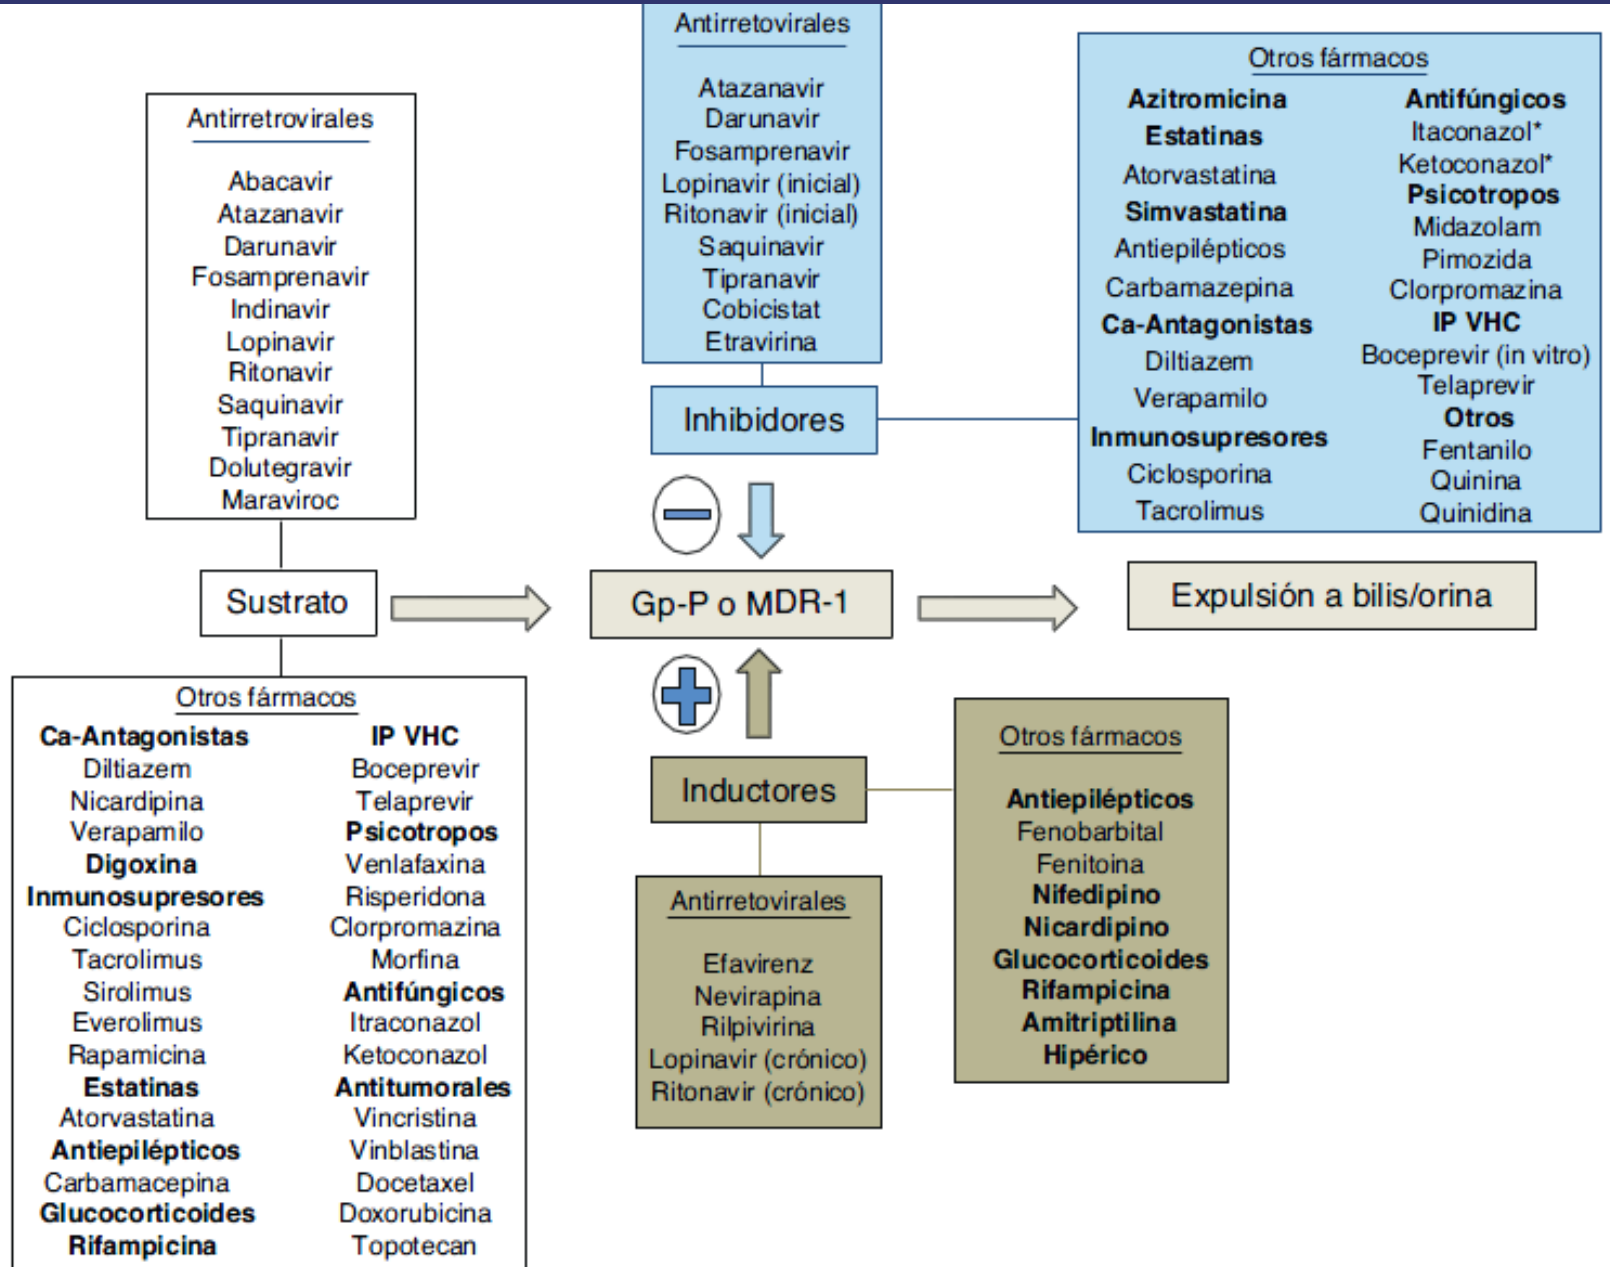 Antirretrovirales
Abacavir
Atazanavir
Darunavir
Fosamprenavir
Indinavir
Lopinavir
Ritonavir
Saquinavir
Tipranavir
Dolutegravir
Maraviroc
Antirretovirales
Atazanavir
Darunavir
Fosamprenavir
Lopinavir (inicial)
Ritonavir (inicial)
Saquinavir
Tipranavir
Cobicistat
Etravirina
Inhibidores
Otros fármacos
Azitromicina
Estatinas
Atorvastatina
Simvastatina
Antiepilépticos
Carbamazepina
Ca-Antagonistas
Diltiazem
Verapamilo
Inmunosupresores
Ciclosporina
Tacrolimus
Antifúngicos
Itaconazol*
Ketoconazol*
Psicotropos
Midazolam
Pimozida
Clorpromazina
IP VHC
Boceprevir (in vitro)
Telaprevir
Otros
Fentanilo
Quinina
Quinidina
Sustrato
Gp-P o MDR-1
Expulsión a bilis/orina
Otros fármacos
Ca-Antagonistas
Diltiazem
Nicardipina
Verapamilo
Digoxina
Inmunosupresores
Ciclosporina
Tacrolimus
Sirolimus
Everolimus
Rapamicina
Estatinas
Atorvastatina
Antiepilépticos
Carbamacepina
Glucocorticoides
Rifampicina
IP VHC
Boceprevir
Telaprevir
Psicotropos
Venlafaxina
Risperidona
Clorpromazina
Morfina
Antifúngicos
Itraconazol
Ketoconazol
Antitumorales
Vincristina
Vinblastina
Docetaxel
Doxorubicina
Topotecan
Inductores
Antirretovirales
Efavirenz
Nevirapina
Rilpivirina
Lopinavir (crónico)
Ritonavir (crónico)
Otros fármacos
Antiepilépticos
Fenobarbital
Fenitoina
Nifedipino
Nicardipino
Glucocorticoides
Rifampicina
Amitriptilina
Hipérico